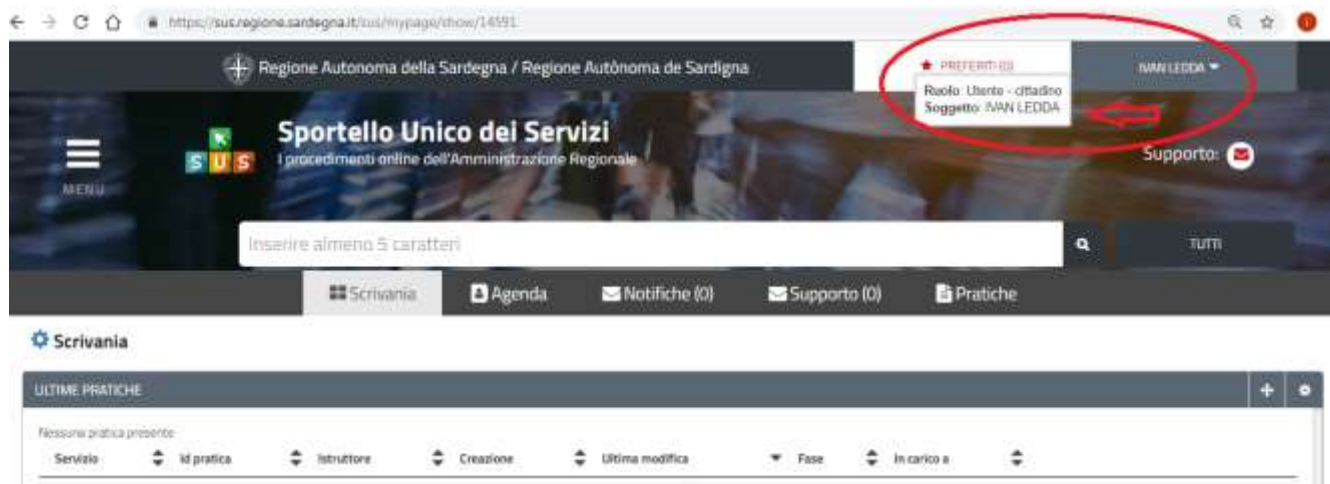 https://sus.regione.sardegna.it/sus/mypage/show/14591
Regione Autonoma della Sardegna / Regione Autònoma de Sardigna
PREFERITI (0)
IVAN LEDDA
Ruolo: Utente - cittadino
Soggetto: IVAN LEDDA
MENU
SUS
Sportello Unico dei Servizi
I procedimenti online dell'Amministrazione Regionale
Supporto:
Inserire almeno 5 caratteri
TUTTI
Scrivania Agenda Notifiche (0) Supporto (0) Pratiche
Scrivania
ULTIME PRATICHE
Nessuna pratica presente
Servizio Id pratica Istruttore Creazione Ultima modifica Fase In carico a